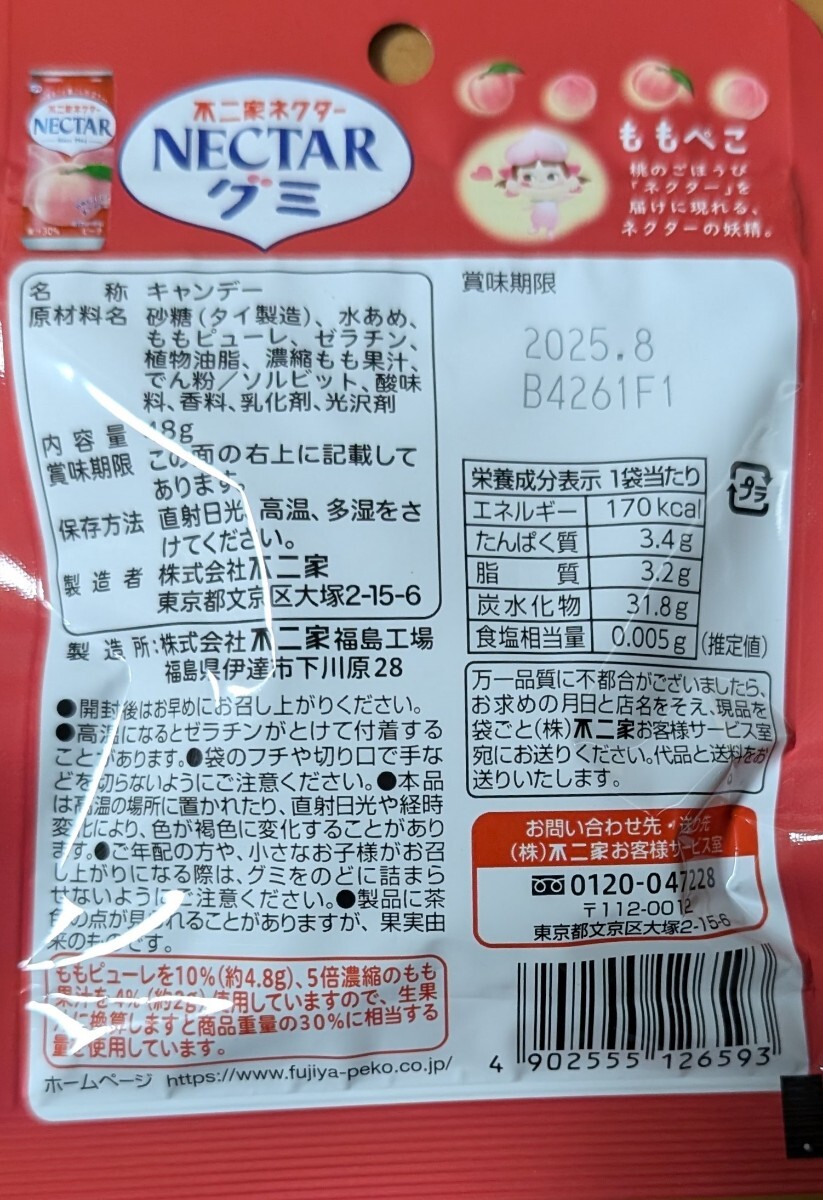 不二家ネクター
NECTAR
不二家ネクター
NECTAR
グミ
ももぺこ
桃のごほうび
「ネクター」を
届けに現れる、
ネクターの妖精。
名称 キャンデー
原材料名 砂糖(タイ製造)、水あめ、
ももピューレ、ゼラチン、
植物油脂、濃縮もも果汁、
でん粉/ソルビット、酸味
料、香料、乳化剤、光沢剤
内容量 48g
賞味期限 この面の右上に記載して
あります。
保存方法 直射日光、高温、多湿をさ
けてください。
製造者 株式会社不二家
東京都文京区大塚2-15-6
製造所:株式会社不二家福島工場
福島県伊達市下川原28
●開封後はお早めにお召し上がりください。
●高温になるとゼラチンがとけて付着する
ことがあります。●袋のフチや切り口で手な
どを切らないようにご注意ください。●本品
は高温の場所に置かれたり、直射日光や経時
変化により、色が褐色に変化することがあり
ます。●ご年配の方や、小さなお子様がお召
し上がりになる際は、グミをのどに詰まら
せないようにご注意ください。●製品に茶
色の点が見られることがありますが、果実由
来のものです。
ももピューレを10%(約4.8g)、5倍濃縮のもも
果汁を4%(約2g)使用していますので、生果
実に換算しますと商品重量の30%に相当する
量を使用しています。
ホームページ https://www.fujiya-peko.co.jp/
賞味期限
2025.8
B4261F1
栄養成分表示 1袋当たり
エネルギー 170kcal
たんぱく質 3.4g
脂質 3.2g
炭水化物 31.8g
食塩相当量 0.005g (推定値)
プラ
万一品質に不都合がございましたら、
お求めの月日と店名をそえ、現品を
袋ごと(株)不二家お客様サービス室
宛にお送りください。代品と送料をお
送りいたします。
お問い合わせ先・送り先
(株)不二家お客様サービス室
0120-047228
〒112-0012
東京都文京区大塚2-15-6
4 902555 126593